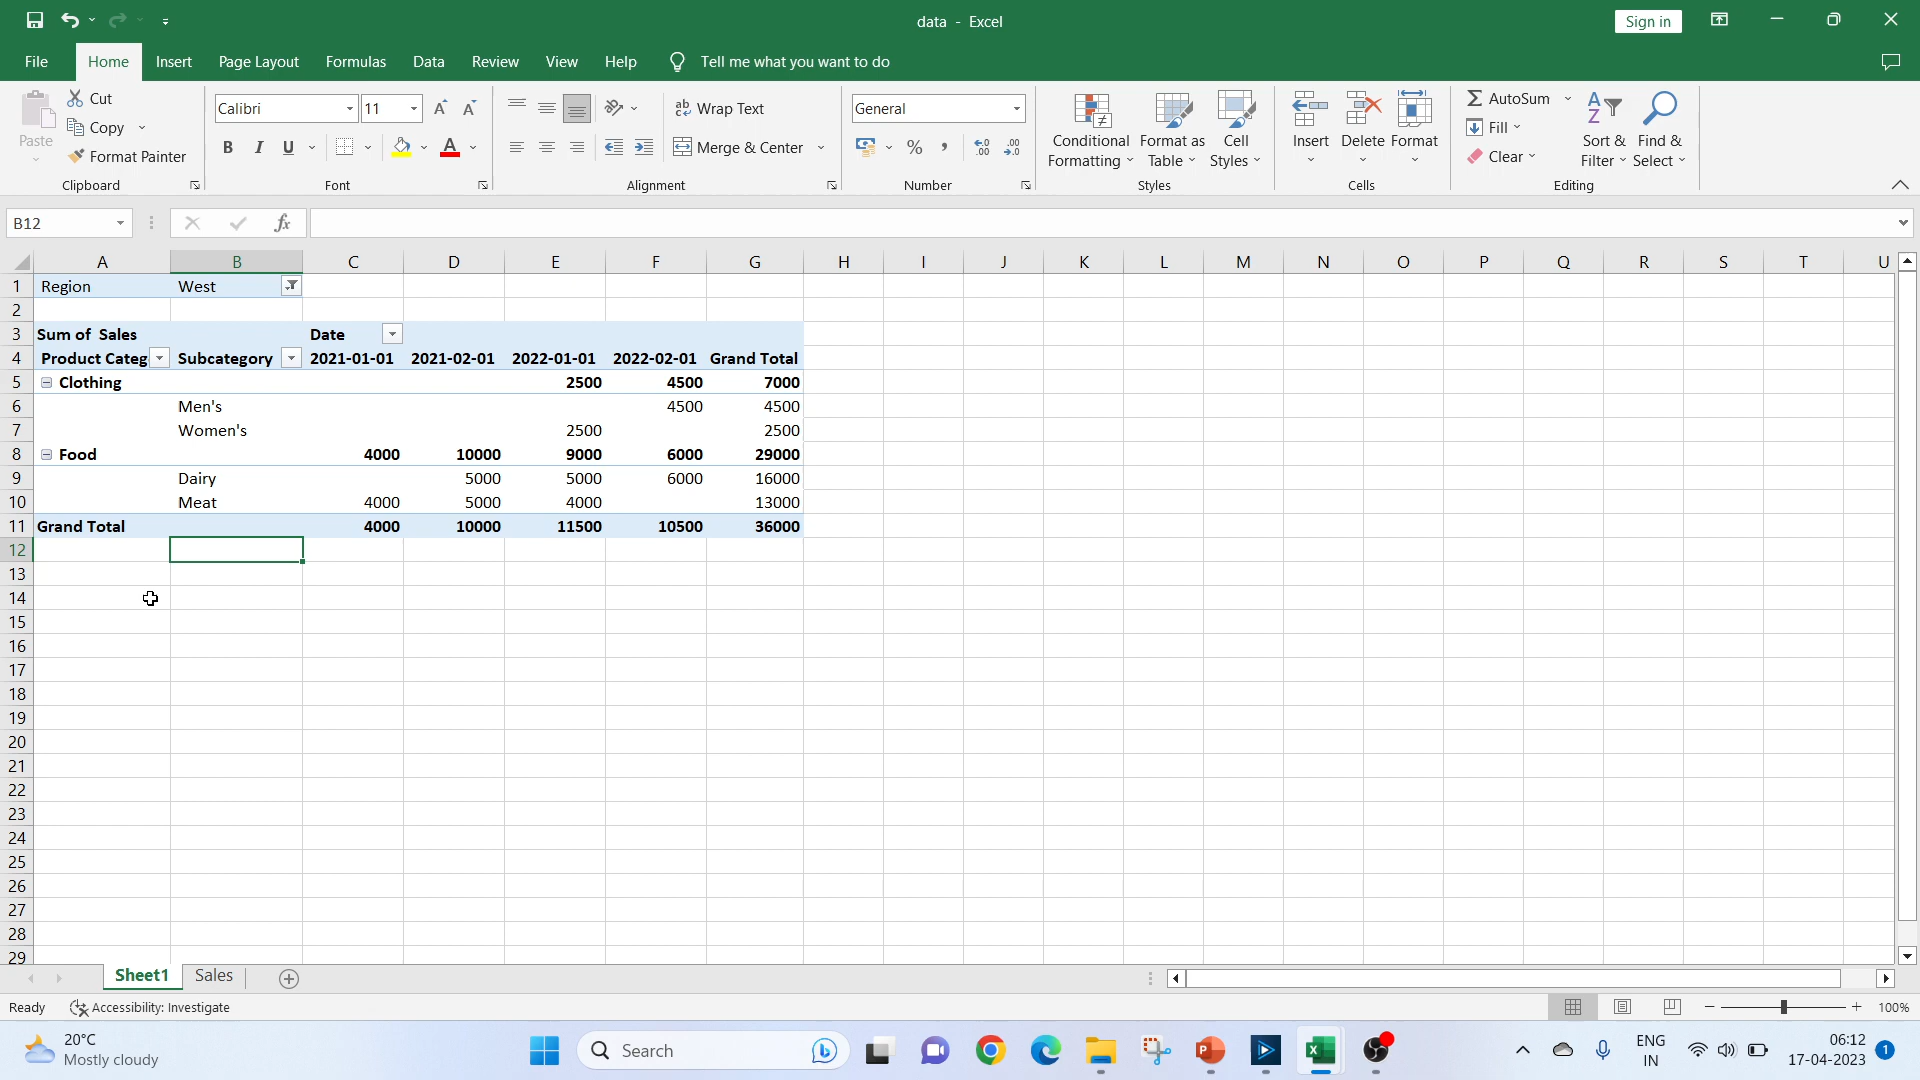 data - Excel
Sign in
File Home Insert Page Layout Formulas Data Review View Help Tell me what you want to do
Paste
Cut
Copy
Format Painter
Clipboard
Calibri 11
B I U A
Font
Wrap Text
Merge & Center
Alignment
General
%
Number
Conditional Formatting
Format as Table
Cell Styles
Styles
Insert Delete Format
Cells
AutoSum
Fill
Clear
Sort & Filter
Find & Select
Editing
B12 fx
A B C D E F G H I J K L M N O P Q R S T U
1 Region West
2
3 Sum of Sales Date
4 Product Categ Subcategory 2021-01-01 2021-02-01 2022-01-01 2022-02-01 Grand Total
5 Clothing 2500 4500 7000
6 Men's 4500 4500
7 Women's 2500 2500
8 Food 4000 10000 9000 6000 29000
9 Dairy 5000 5000 6000 16000
10 Meat 4000 5000 4000 13000
11 Grand Total 4000 10000 11500 10500 36000
12
13
14
15
16
17
18
19
20
21
22
23
24
25
26
27
28
29
Sheet1 Sales
Ready Accessibility: Investigate 100%
20°C
Mostly cloudy
Search
ENG
IN
06:12
17-04-2023
1